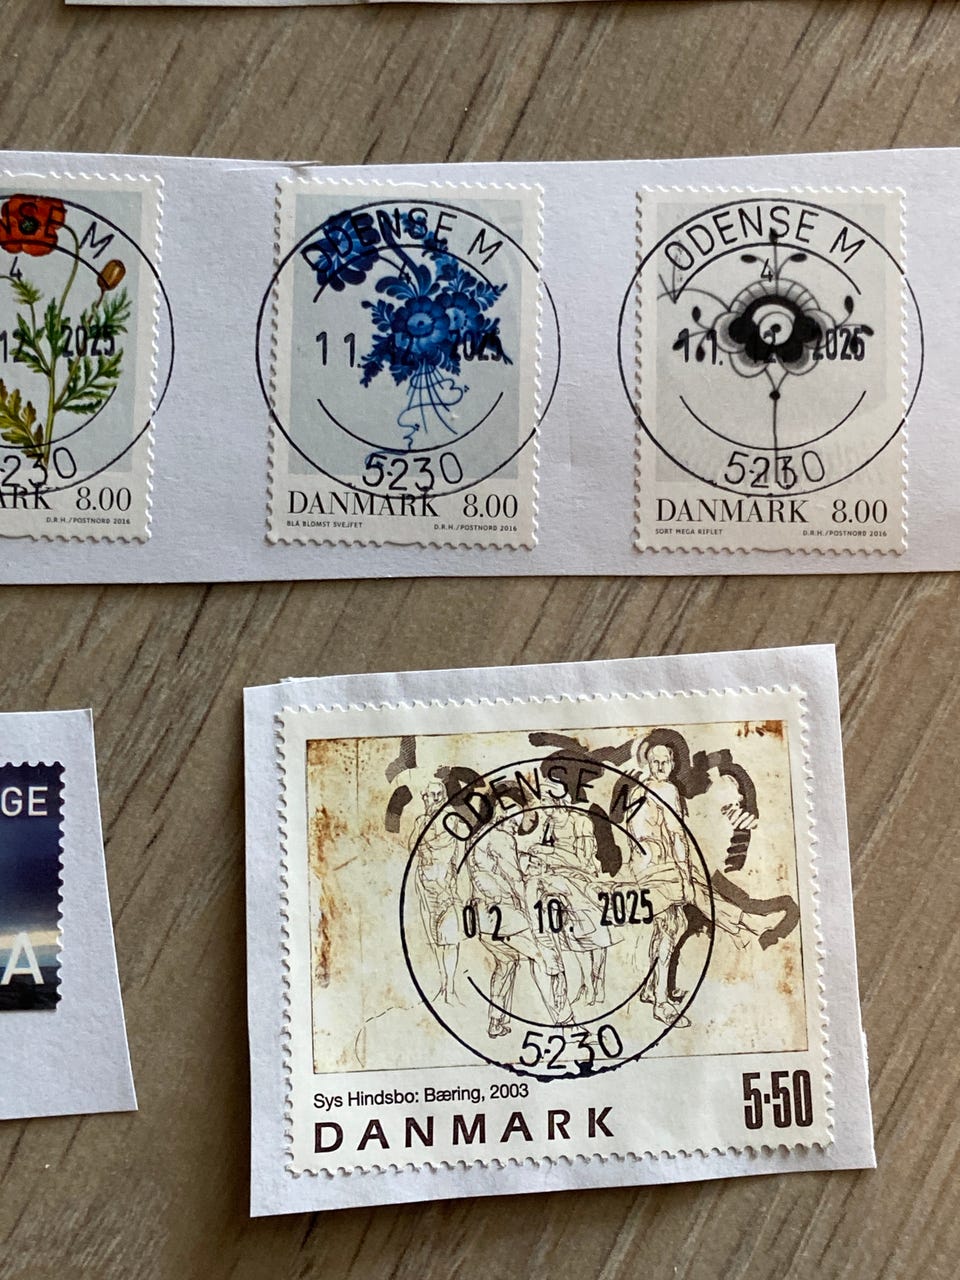 NSE M
4
12 2025
5230
ARK 8.00
D.R.H./POSTNORD 2016
ODENSE M
4
11. 12. 2025
5230
DANMARK 8.00
BLÅ BLOMST SVEJFET D.R.H./POSTNORD 2016
ODENSE M
4
11. 12. 2025
5230
DANMARK 8.00
SORT MEGA RIFLET D.R.H./POSTNORD 2016
GE
A
ODENSE M
4
02. 10. 2025
5230
Sys Hindsbo: Bæring, 2003
DANMARK 5·50